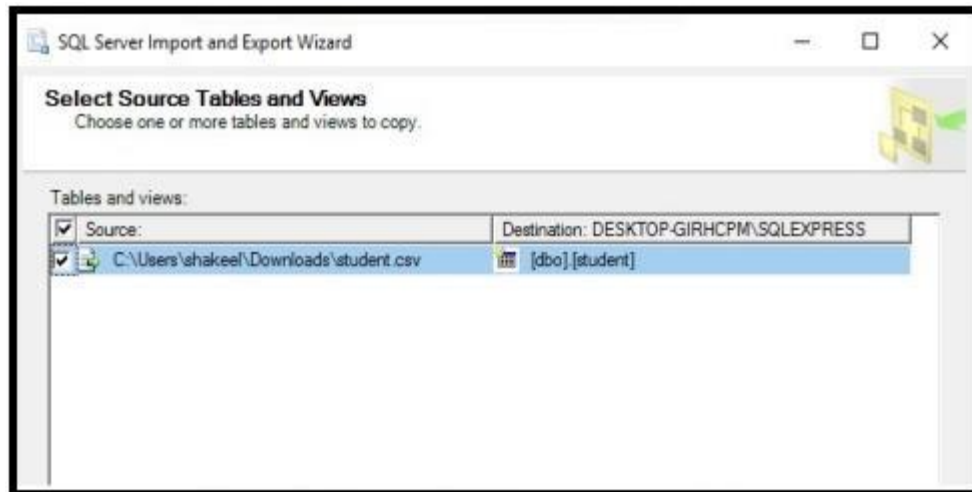 SQL Server Import and Export Wizard
Select Source Tables and Views
Choose one or more tables and views to copy.
Tables and views:
Source: Destination: DESKTOP-GIRHCPM\SQLEXPRESS
C:\Users\shakeel\Downloads\student.csv [dbo].[student]